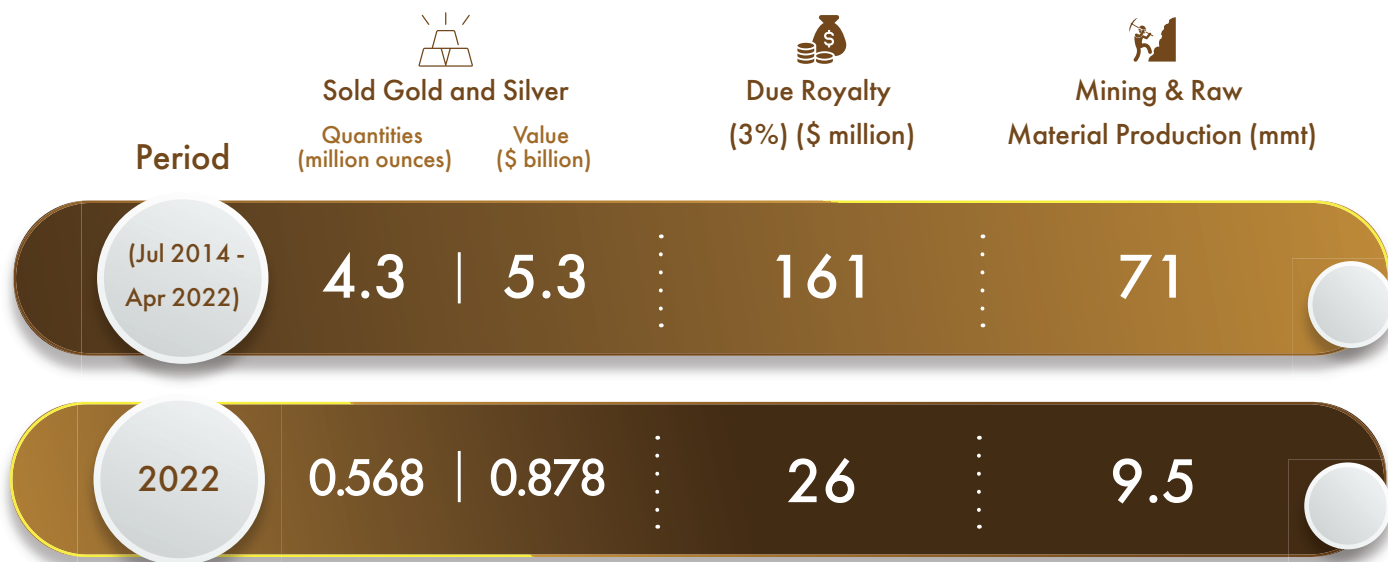 Sold Gold and Silver
Due Royalty
Mining & Raw
(3%) ($ million)
Material Production (mmt)
Quantities
(million ounces)
Value
($ billion)
Period
(Jul 2014 -
Apr 2022)
4.3 | 5.3
161
71
2022
0.568 | 0.878
26
9.5
$